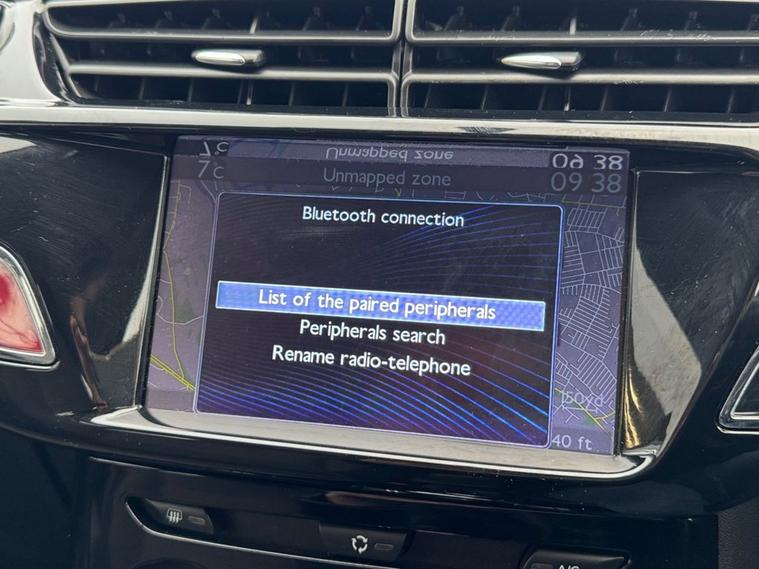 7°C Unmapped zone 09 38
Bluetooth connection
List of the paired peripherals
Peripherals search
Rename radio-telephone
150yd
40 ft
A/C